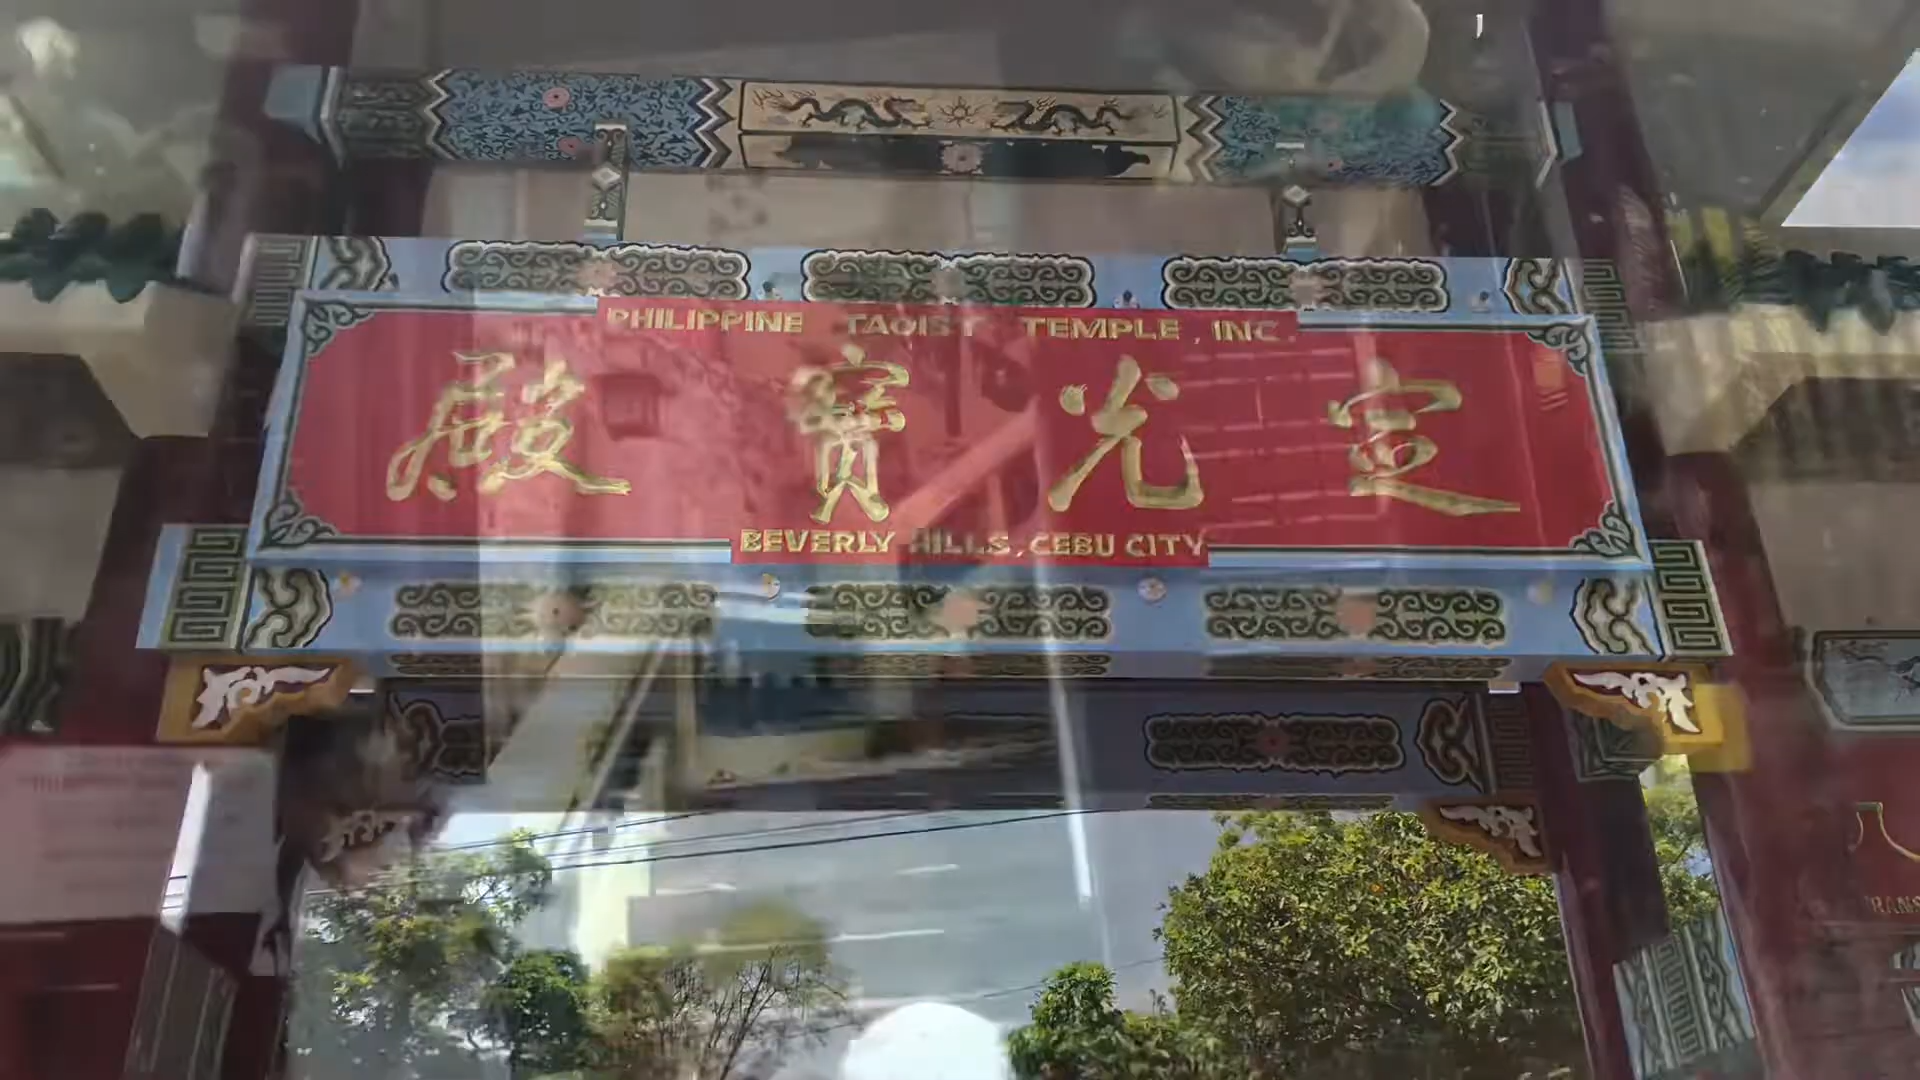 PHILIPPINE TAOIST TEMPLE, INC.
定光寶殿
BEVERLY HILLS, CEBU CITY